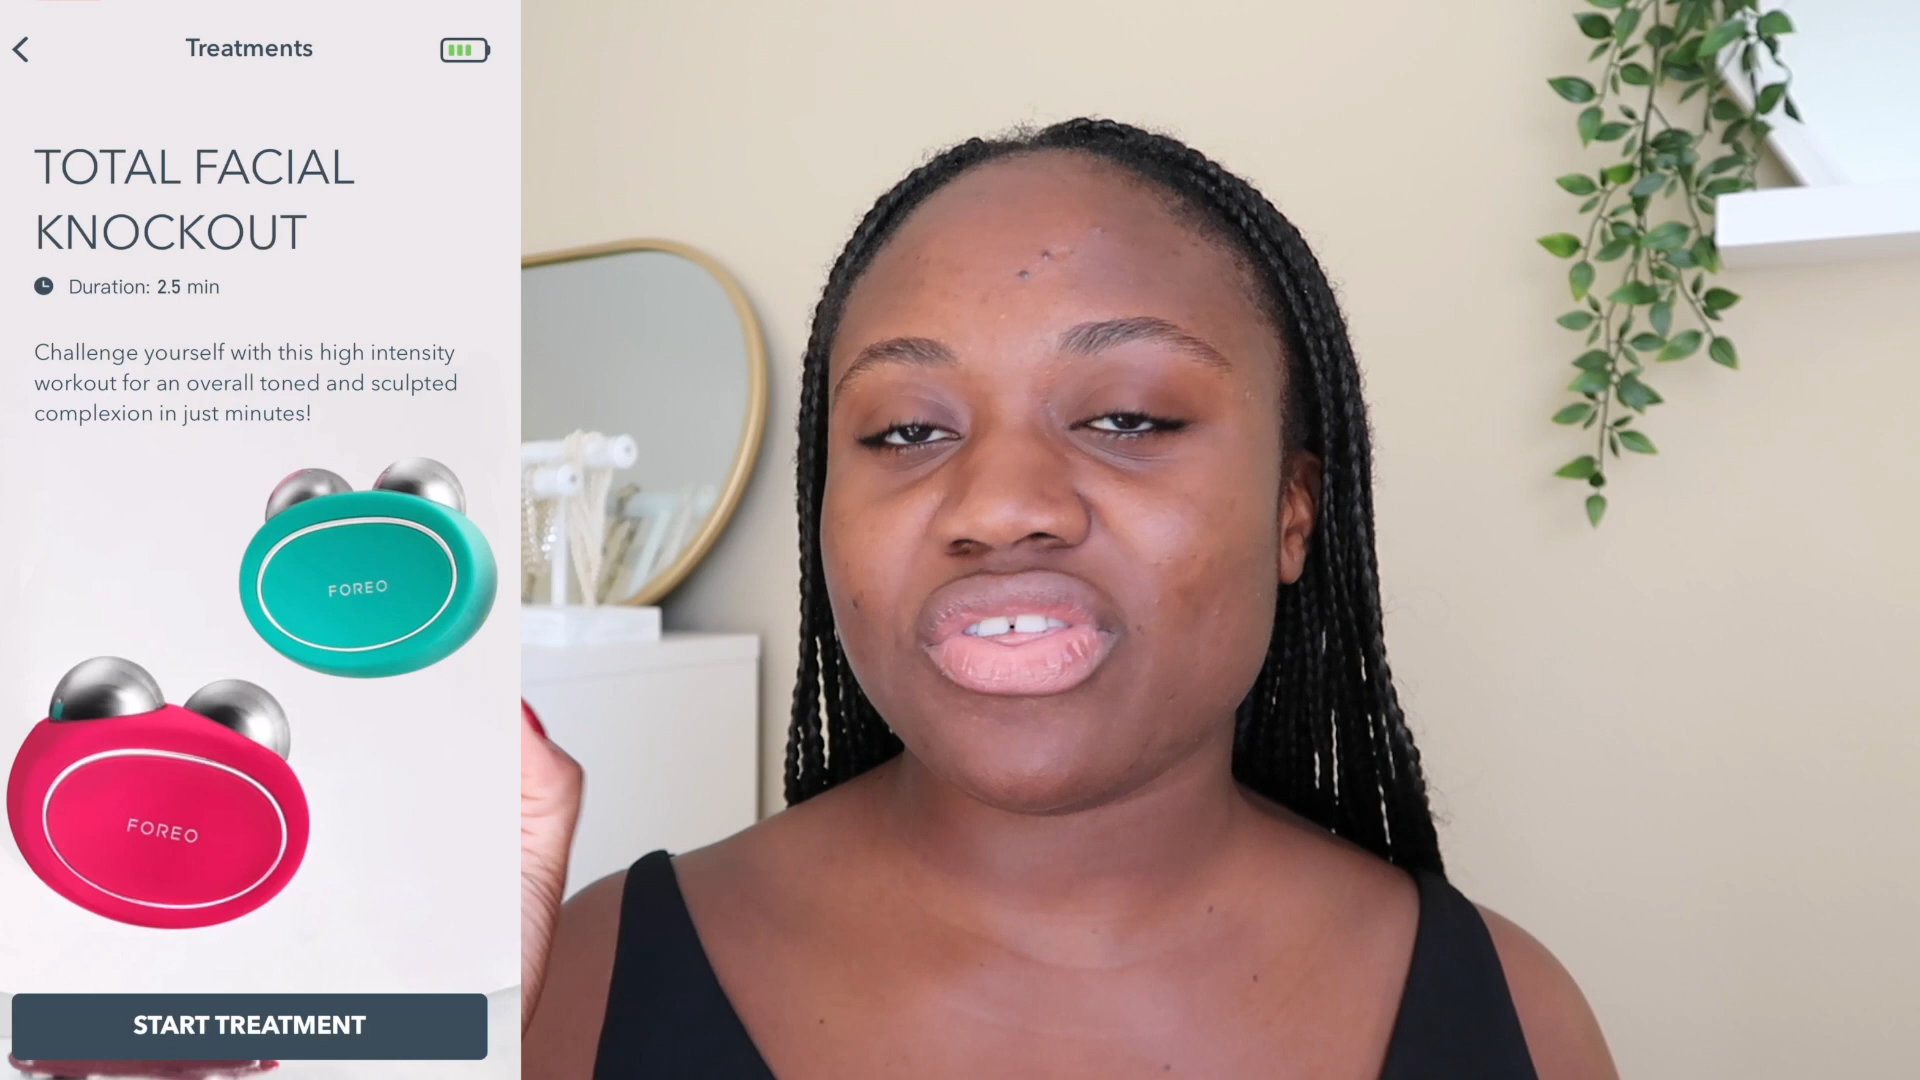 Treatments
TOTAL FACIAL
KNOCKOUT
Duration: 2.5 min
Challenge yourself with this high intensity
workout for an overall toned and sculpted
complexion in just minutes!
FOREO
FOREO
START TREATMENT